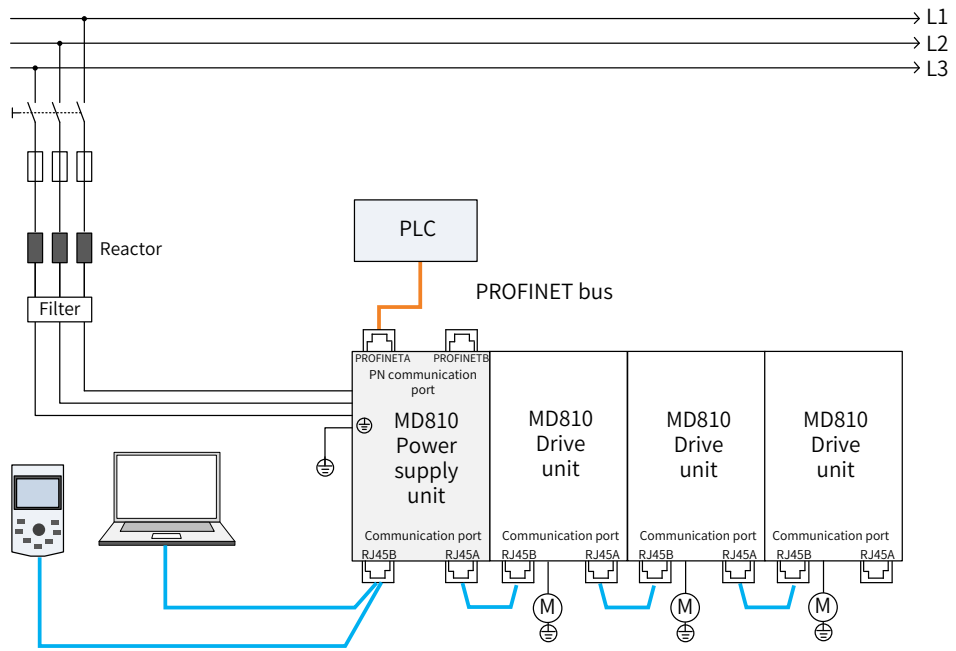 L1
L2
L3
Reactor
Filter
PLC
PROFINET bus
PROFINETA
PROFINETB
PN communication
port
MD810
Power
supply
unit
Communication port
RJ45B
RJ45A
MD810
Drive
unit
Communication port
RJ45B
RJ45A
M
MD810
Drive
unit
Communication port
RJ45B
RJ45A
M
MD810
Drive
unit
Communication port
RJ45B
RJ45A
M